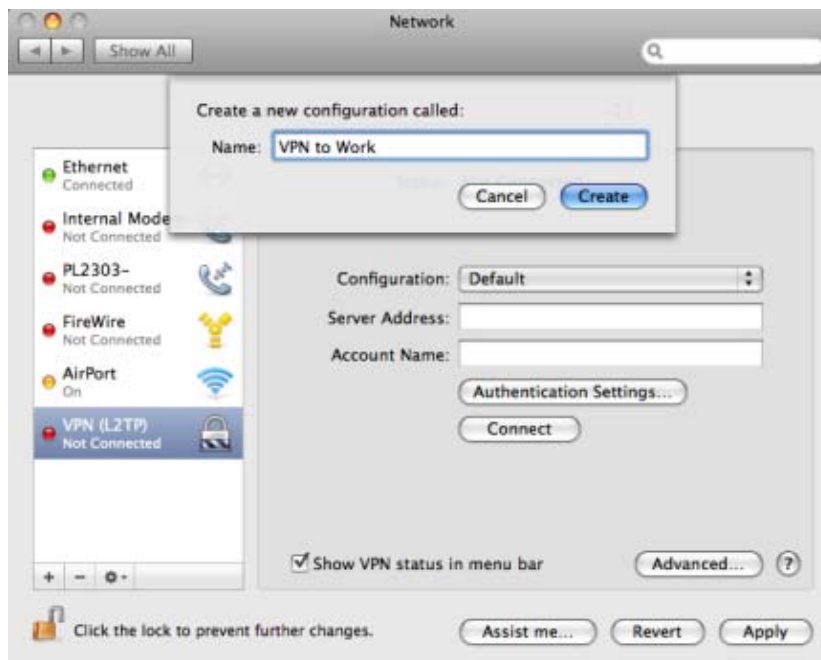 Network
Show All
Create a new configuration called:
Name: VPN to Work
Cancel
Create
Ethernet
Connected
Internal Mode
Not Connected
PL2303-
Not Connected
FireWire
Not Connected
AirPort
On
VPN (L2TP)
Not Connected
Configuration: Default
Server Address:
Account Name:
Authentication Settings...
Connect
Show VPN status in menu bar
Advanced...
?
Click the lock to prevent further changes.
Assist me...
Revert
Apply